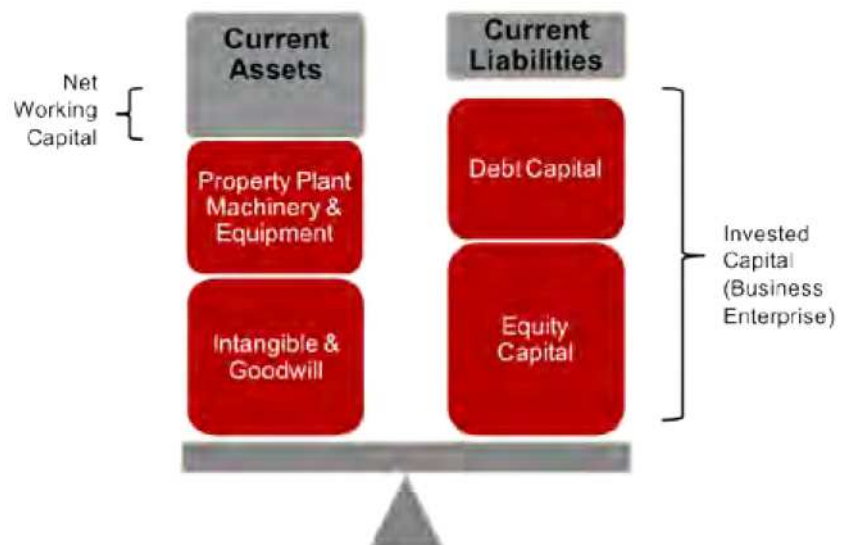 Current
Assets
Current
Liabilities
Net
Working
Capital
Property Plant
Machinery &
Equipment
Debt Capital
Invested
Capital
(Business
Enterprise)
Intangible &
Goodwill
Equity
Capital